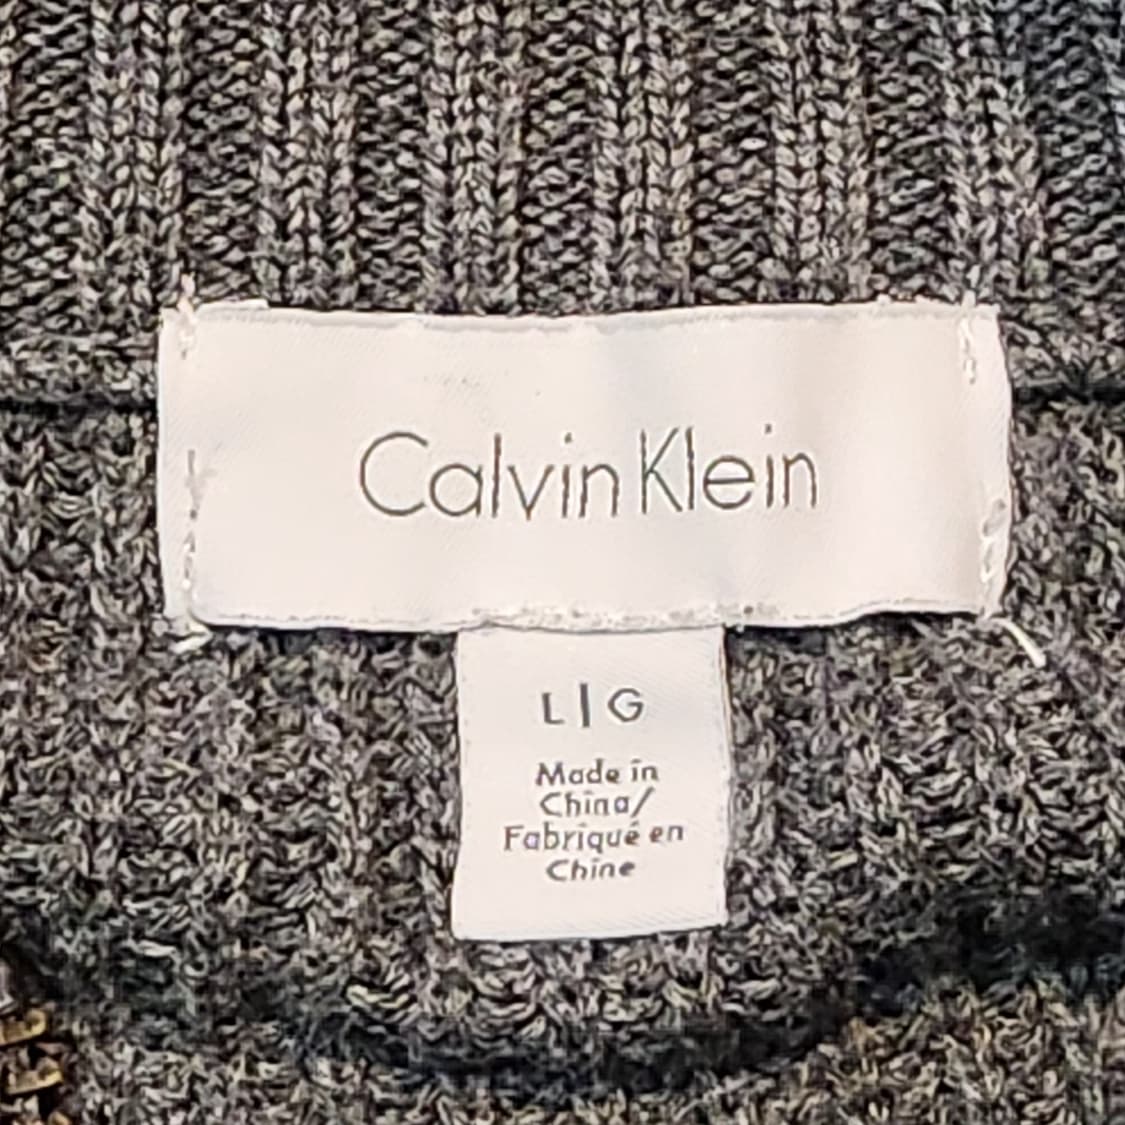 Calvin Klein
L|G
Made in
China/
Fabriqué en
Chine